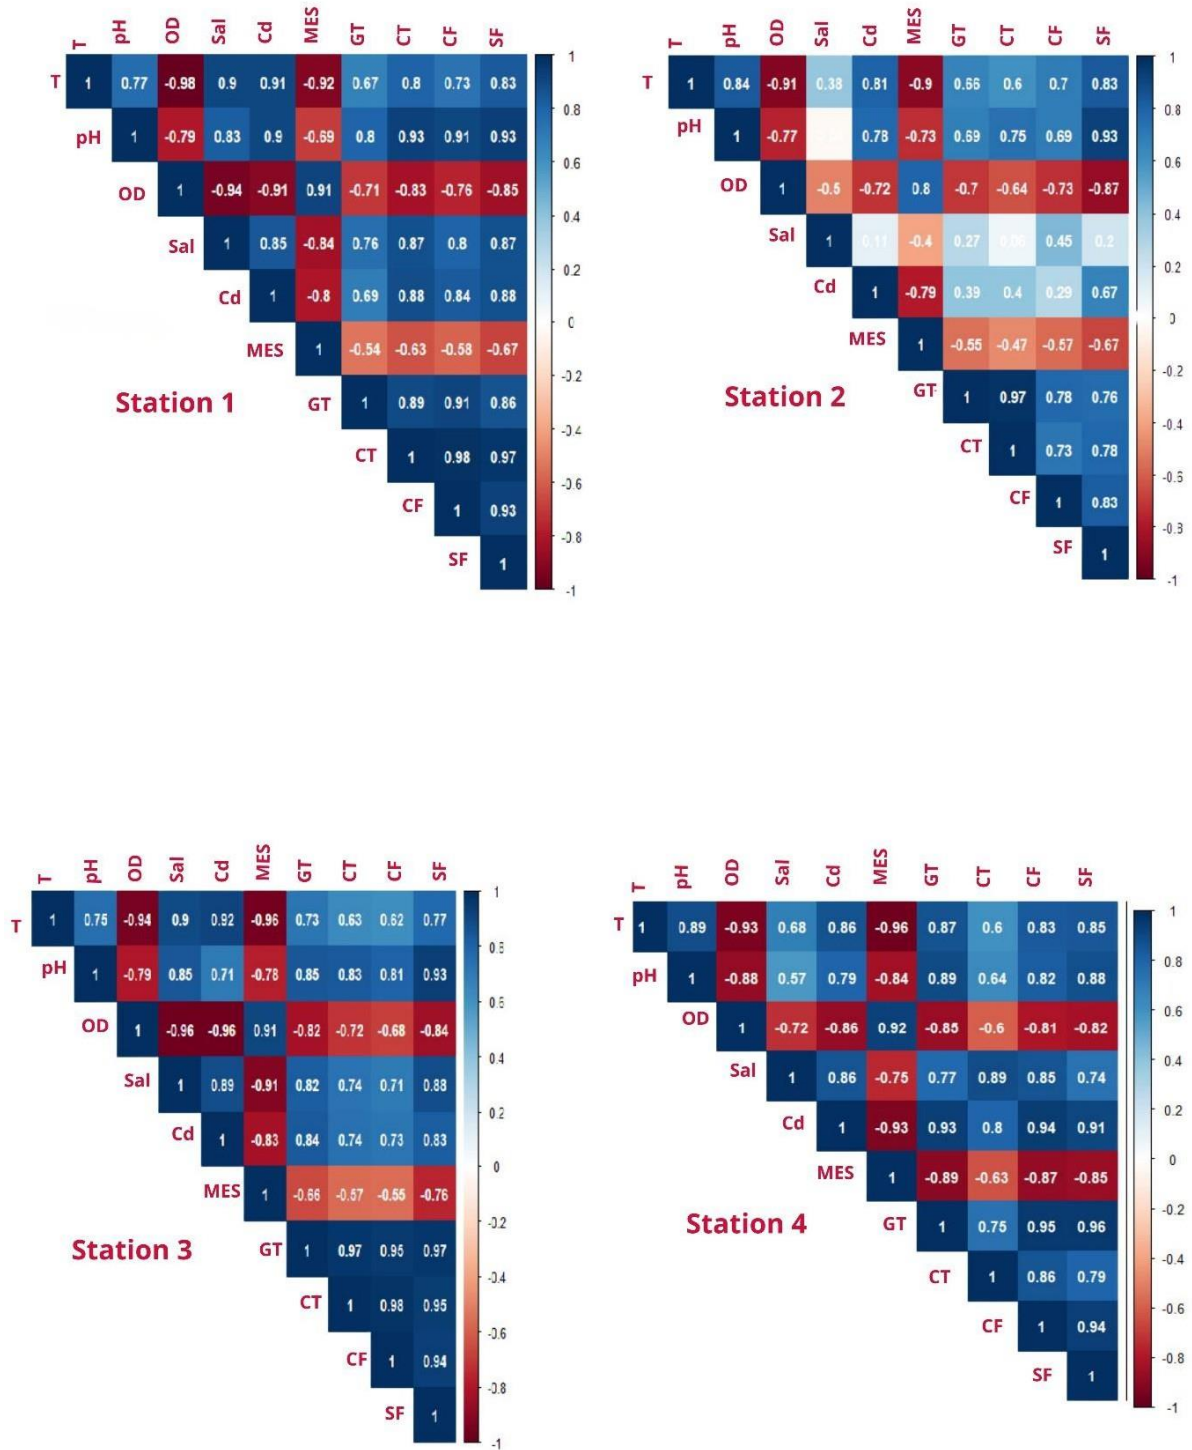 T pH OD Sal Cd MES GT CT CF SF
T 1 0.77 -0.98 0.9 0.91 -0.92 0.67 0.8 0.73 0.83
pH 1 -0.79 0.83 0.9 -0.69 0.8 0.93 0.91 0.93
OD 1 -0.94 -0.91 0.91 -0.71 -0.83 -0.76 -0.85
Sal 1 0.85 -0.84 0.76 0.87 0.8 0.87
Cd 1 -0.8 0.69 0.88 0.84 0.88
MES 1 -0.54 -0.63 -0.58 -0.67
GT 1 0.89 0.91 0.86
CT 1 0.98 0.97
CF 1 0.93
SF 1
Station 1
1
0.8
0.6
0.4
0.2
0
-0.2
-0.4
-0.6
-0.8
-1
T pH OD Sal Cd MES GT CT CF SF
T 1 0.84 -0.91 0.38 0.81 -0.9 0.66 0.6 0.7 0.83
pH 1 -0.77 0.78 -0.73 0.69 0.75 0.69 0.93
OD 1 -0.5 -0.72 0.8 -0.7 -0.64 -0.73 -0.87
Sal 1 0.11 -0.4 0.27 0.45 0.2
Cd 1 -0.79 0.39 0.4 0.29 0.67
MES 1 -0.55 -0.47 -0.57 -0.67
GT 1 0.97 0.78 0.76
CT 1 0.73 0.78
CF 1 0.83
SF 1
Station 2
1
0.8
0.6
0.4
0.2
0
-0.2
-0.4
-1
T pH OD Sal Cd MES GT CT CF SF
T 1 0.75 -0.94 0.9 0.92 -0.96 0.73 0.63 0.62 0.77
pH 1 -0.79 0.85 0.71 -0.78 0.85 0.83 0.81 0.93
OD 1 -0.96 -0.96 0.91 -0.82 -0.72 -0.68 -0.84
Sal 1 0.89 -0.91 0.82 0.74 0.71 0.88
Cd 1 -0.83 0.84 0.74 0.73 0.83
MES 1 -0.66 -0.57 -0.55 -0.76
GT 1 0.97 0.95 0.97
CT 1 0.98 0.95
CF 1 0.94
SF 1
Station 3
1
0.4
0.2
0
-0.2
-0.4
-0.6
-0.8
-1
T pH OD Sal Cd MES GT CT CF SF
T 1 0.89 -0.93 0.68 0.86 -0.96 0.87 0.6 0.83 0.85
pH 1 -0.88 0.57 0.79 -0.84 0.89 0.64 0.82 0.88
OD 1 -0.72 -0.86 0.92 -0.85 -0.6 -0.81 -0.82
Sal 1 0.86 -0.75 0.77 0.89 0.85 0.74
Cd 1 -0.93 0.93 0.8 0.94 0.91
MES 1 -0.89 -0.63 -0.87 -0.85
GT 1 0.75 0.95 0.96
CT 1 0.86 0.79
CF 1 0.94
SF 1
Station 4
1
0.8
0.6
0.4
0.2
0
-0.2
-0.4
-0.6
-0.8
-1